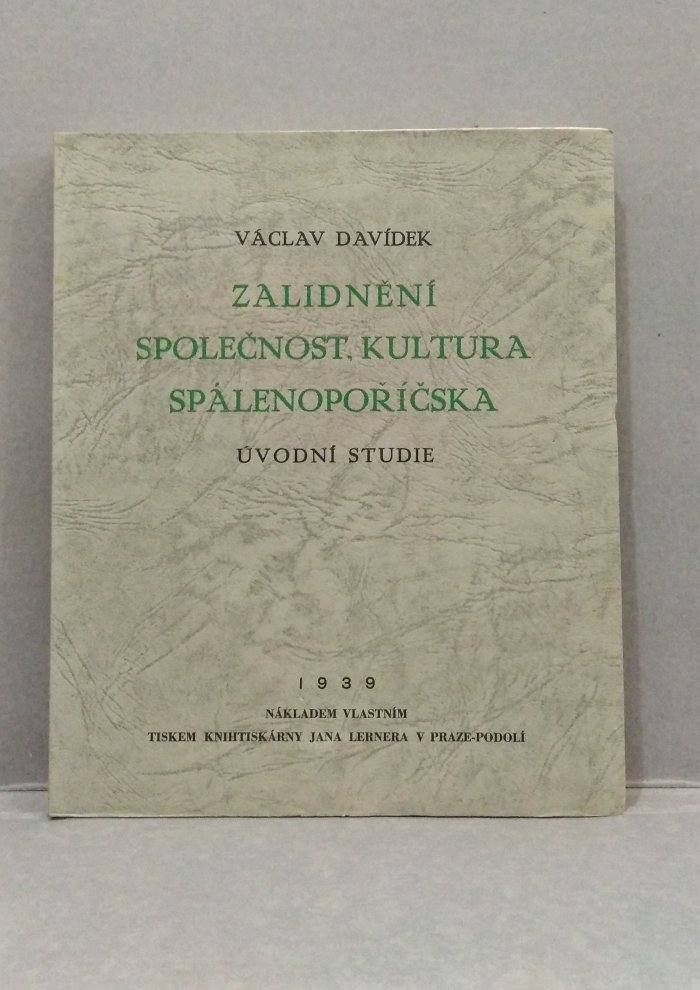 VÁCLAV DAVÍDEK
ZALIDNĚNÍ
SPOLEČNOST, KULTURA
SPÁLENOPOŘÍČSKA
ÚVODNÍ STUDIE
1939
NÁKLADEM VLASTNÍM
TISKEM KNIHTISKÁRNY JANA LERNERA V PRAZE-PODOLÍ